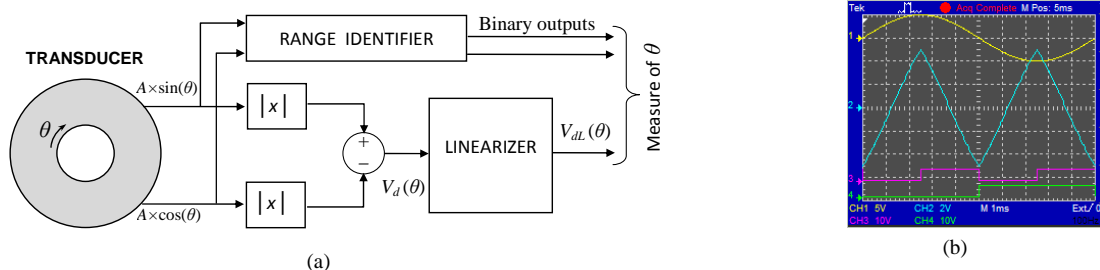 TRANSDUCER
θ
A×sin(θ)
A×cos(θ)
RANGE IDENTIFIER
Binary outputs
|x|
|x|
+
−
V_d(θ)
LINEARIZER
V_dL(θ)
Measure of θ
(a)
Tek Acq Complete M Pos: 5ms
1
2
3
4
CH1 5V CH2 2V M 1ms Ext./
CH3 10V CH4 10V
(b)